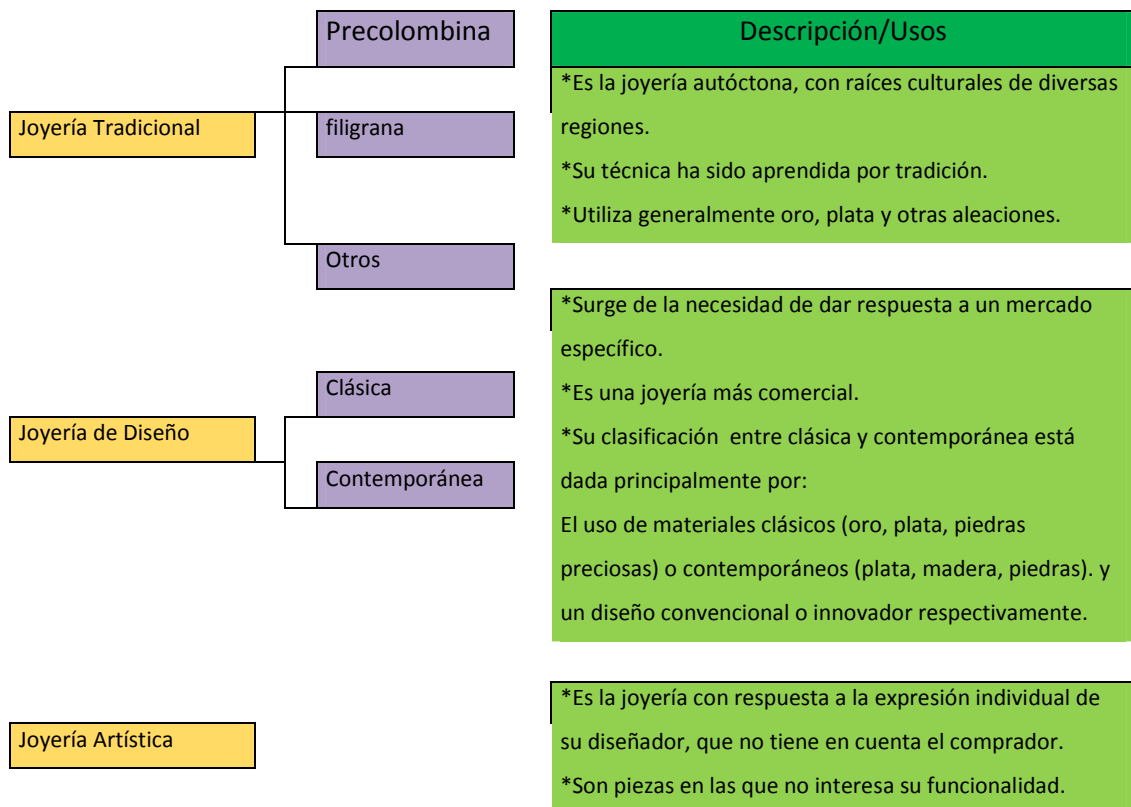 Precolombina
Descripción/Usos
Joyería Tradicional
filigrana
Otros
*Es la joyería autóctona, con raíces culturales de diversas
regiones.
*Su técnica ha sido aprendida por tradición.
*Utiliza generalmente oro, plata y otras aleaciones.
Joyería de Diseño
Clásica
Contemporánea
*Surge de la necesidad de dar respuesta a un mercado
específico.
*Es una joyería más comercial.
*Su clasificación  entre clásica y contemporánea está
dada principalmente por:
El uso de materiales clásicos (oro, plata, piedras
preciosas) o contemporáneos (plata, madera, piedras). y
un diseño convencional o innovador respectivamente.
Joyería Artística
*Es la joyería con respuesta a la expresión individual de
su diseñador, que no tiene en cuenta el comprador.
*Son piezas en las que no interesa su funcionalidad.